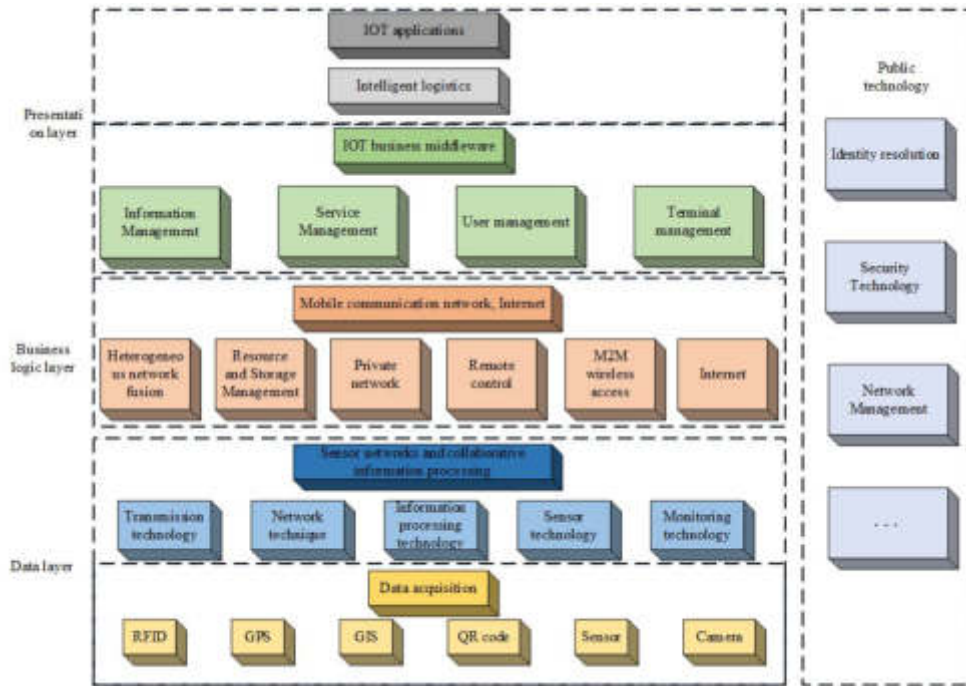 IOT applications
Intelligent logistics
Presentati
on layer
IOT business middleware
Information
Management
Service
Management
User management
Terminal
management
Mobile communication network, Internet
Business
logic layer
Heterogeneo
us network
fusion
Resource
and Storage
Management
Private
network
Remote
control
M2M
wireless
access
Internet
Sensor networks and collaborative
information processing
Transmission
technology
Network
technique
Information
processing
technology
Sensor
technology
Monitoring
technology
Data layer
Data acquisition
RFID
GPS
GIS
QR code
Sensor
Camera
Public
technology
Identity resolution
Security
Technology
Network
Management
...